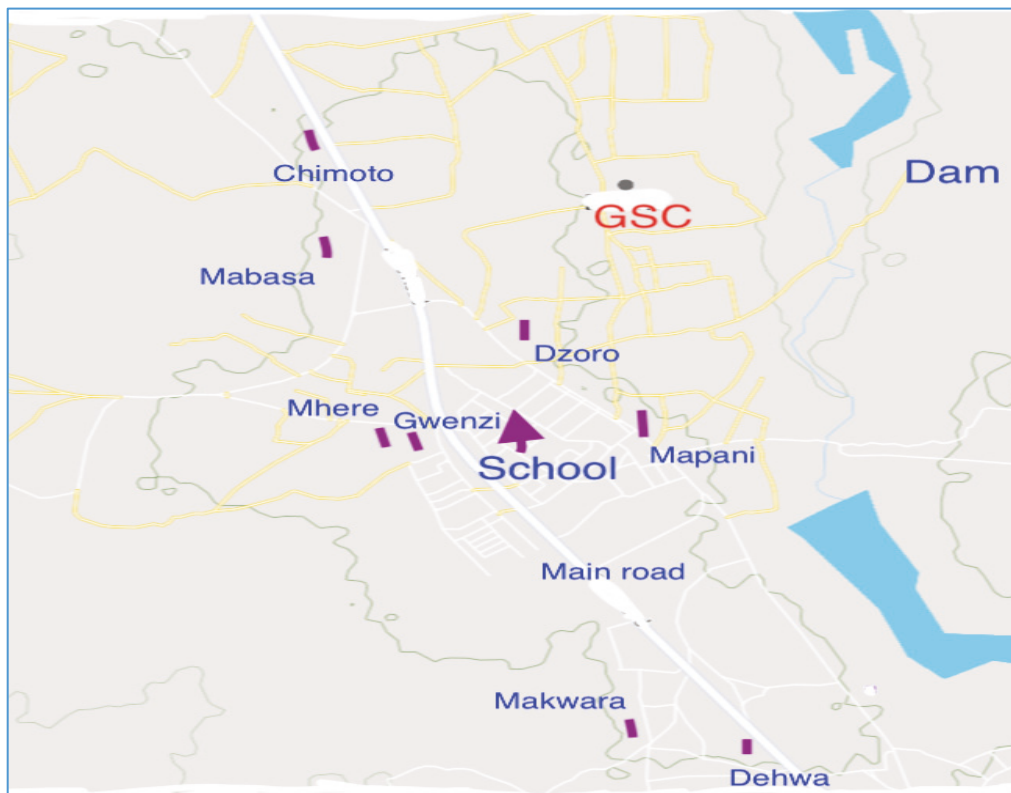 Chimoto
Dam
GSC
Mabasa
Dzoro
Mhere
Gwenzi
School
Mapani
Main road
Makwara
Dehwa